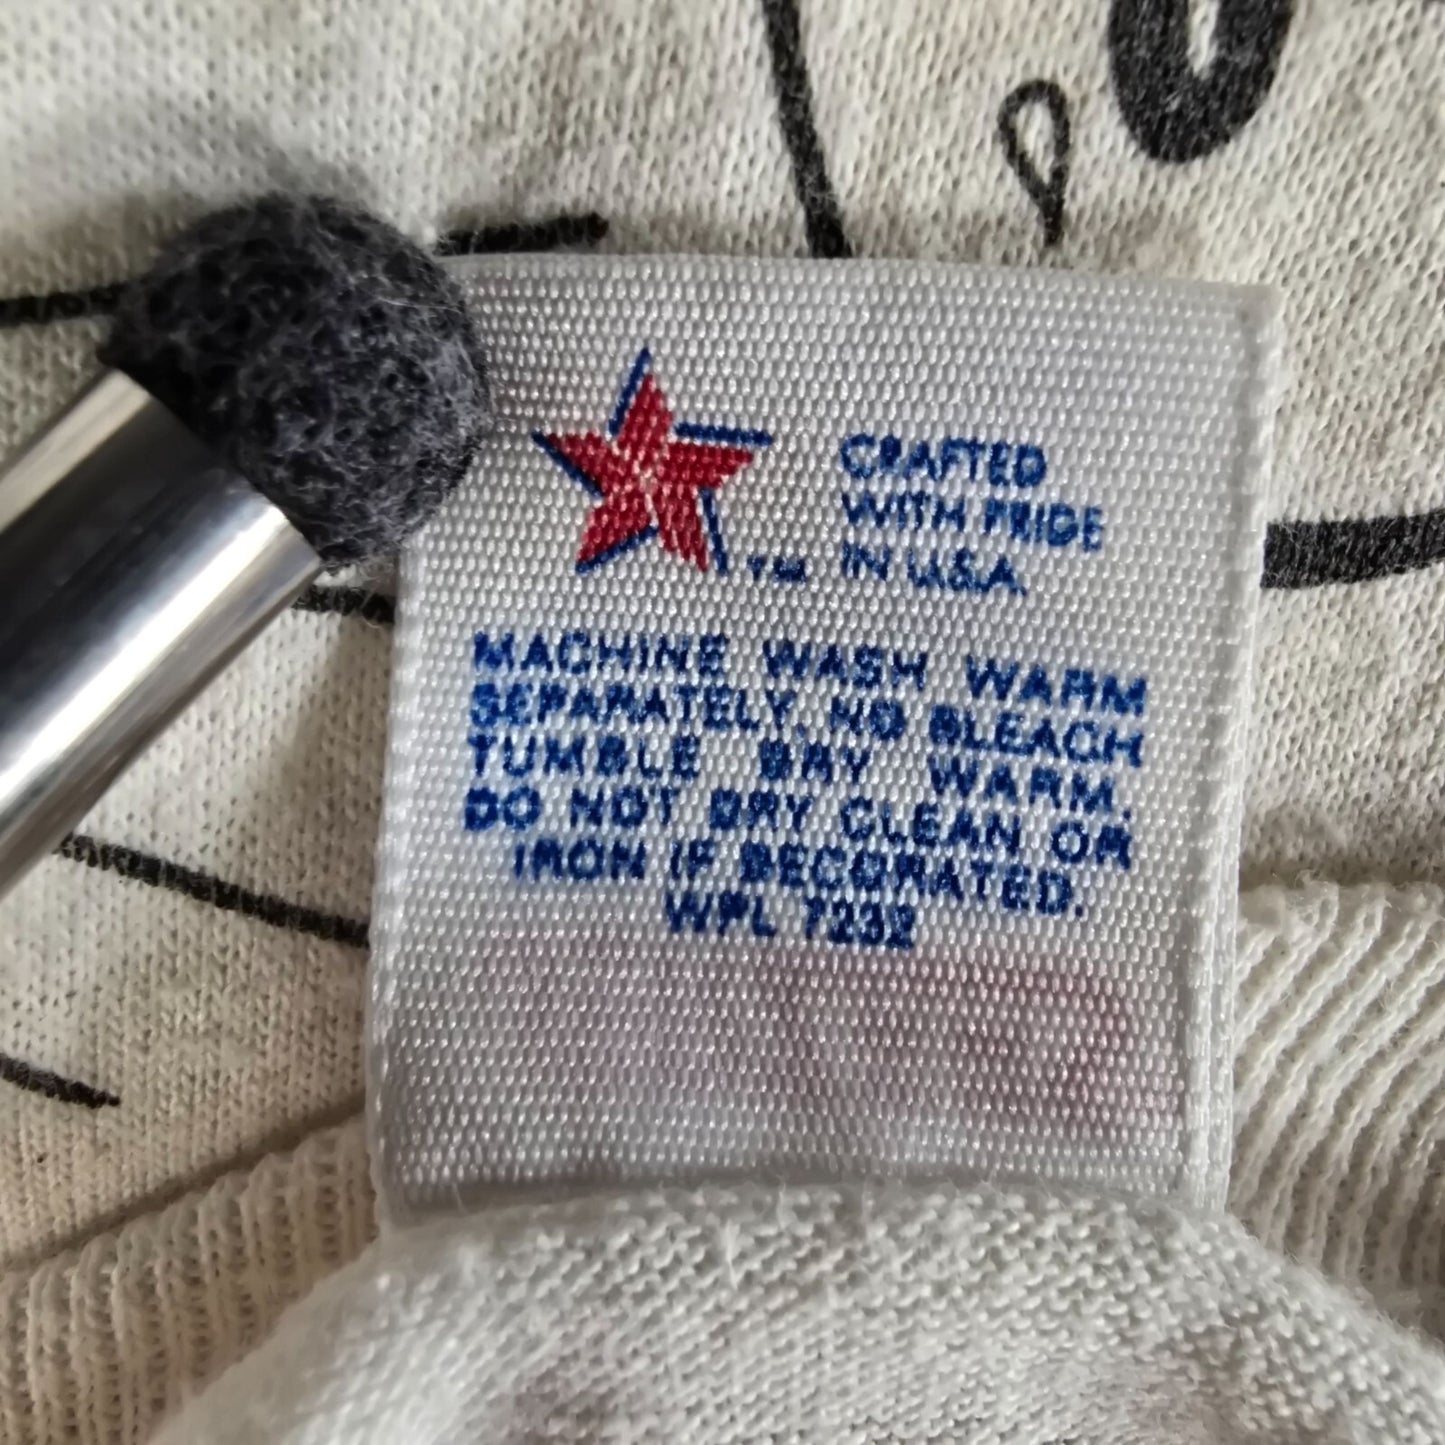 CRAFTED
WITH PRIDE
IN U.S.A.
TM
MACHINE WASH WARM
SEPARATELY. NO BLEACH
TUMBLE DRY WARM.
DO NOT DRY CLEAN OR
IRON IF DECORATED.
WPL 7232